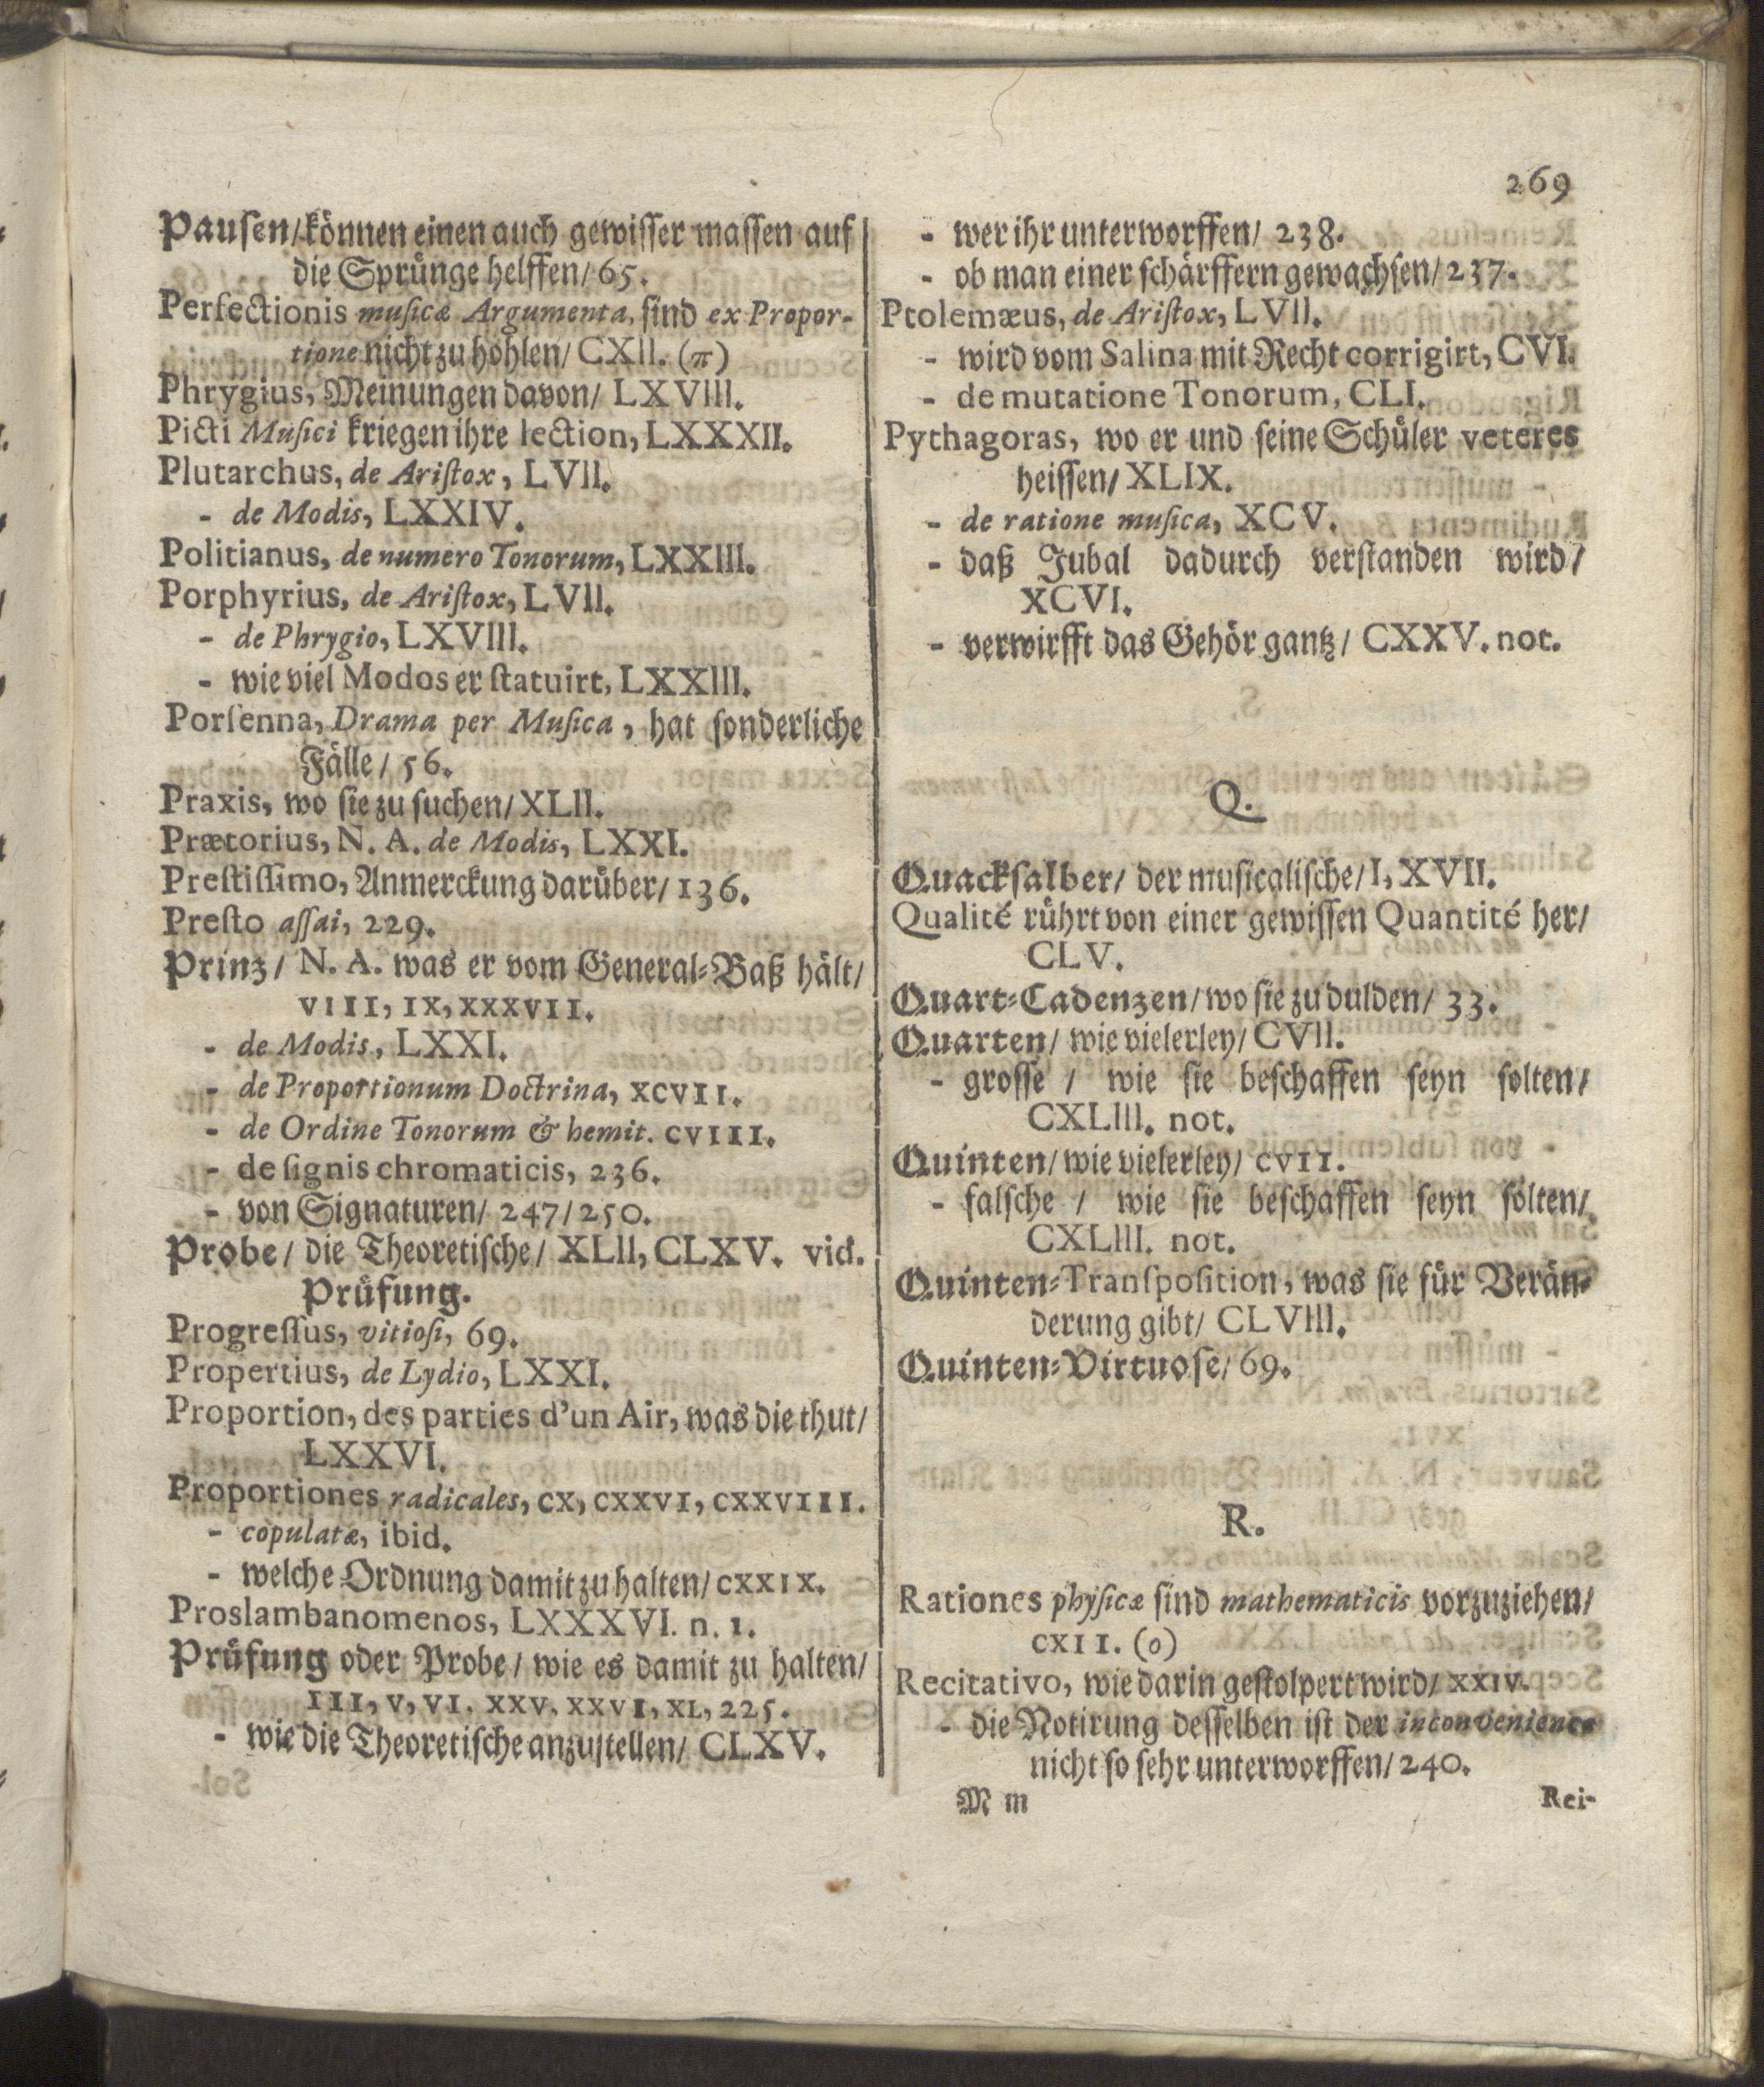 269
Pausen/können einen auch gewisser massen auf
die Sprünge helffen/ 65.
Perfectionis musicæ Argumenta, sind ex Propor-
tione nicht zu hohlen/ CXII. (π)
Phrygius, Meinungen davon/ LXVIII.
Picti Musici kriegen ihre lection, LXXXII.
Plutarchus, de Aristox, LVII.
- de Modis, LXXIV.
Politianus, de numero Tonorum, LXXIII.
Porphyrius, de Aristox, LVII.
- de Phrygio, LXVIII.
- wie viel Modos er statuirt, LXXIII.
Porsenna, Drama per Musica, hat sonderliche
Fälle/ 56.
Praxis, wo sie zu suchen/ XLII.
Prætorius, N. A. de Modis, LXXI.
Prestissimo, Anmerckung darüber/ 136.
Presto assai, 229.
Prinz/ N. A. was er vom General-Baß hält/
VIII, IX, XXXVII.
- de Modis, LXXI.
- de Proportionum Doctrina, XCVII.
- de Ordine Tonorum & hemit. CVIII.
- de signis chromaticis, 236.
- von Signaturen/ 247/ 250.
Probe/ die Theoretische/ XLII, CLXV. vid.
Prüfung.
Progressus, vitiosi, 69.
Propertius, de Lydio, LXXI.
Proportion, des parties d'un Air, was die thut/
LXXVI.
Proportiones radicales, CX, CXXVI, CXXVIII.
- copulatæ, ibid.
- welche Ordnung damit zu halten/ CXXIX.
Proslambanomenos, LXXXVI. n. 1.
Prüfung oder Probe/ wie es damit zu halten/
III, V, VI, XXV, XXVI, XL, 225.
- wie die Theoretische anzustellen/ CLXV.
- wer ihr unterworffen/ 238.
- ob man einer schärffern gewachsen/ 237.
Ptolemæus, de Aristox, LVII.
- wird vom Salina mit Recht corrigirt, CVI.
- de mutatione Tonorum, CLI.
Pythagoras, wo er und seine Schüler veteres
heissen/ XLIX.
- de ratione musica, XCV.
- daß Jubal dadurch verstanden wird/
XCVI.
- verwirfft das Gehör gantz/ CXXV. not.
Q.
Quacksalber/ der musicalische/ I, XVII.
Qualité rührt von einer gewissen Quantité her/
CLV.
Quart-Cadenzen/ wo sie zu dulden/ 33.
Quarten/ wie vielerley/ CVII.
- grosse / wie sie beschaffen seyn solten/
CXLIII. not.
Quinten/ wie vielerley/ CVII.
- falsche / wie sie beschaffen seyn solten/
CXLIII. not.
Quinten-Transposition, was sie für Verän-
derung gibt/ CLVIII.
Quinten-Virtuose/ 69.
R.
Rationes physicæ sind mathematicis vorzuziehen/
CXII. (o)
Recitativo, wie darin gestolpert wird/ XXIV.
- die Notirung desselben ist der inconvenience
nicht so sehr unterworffen/ 240.
M m
Rei-